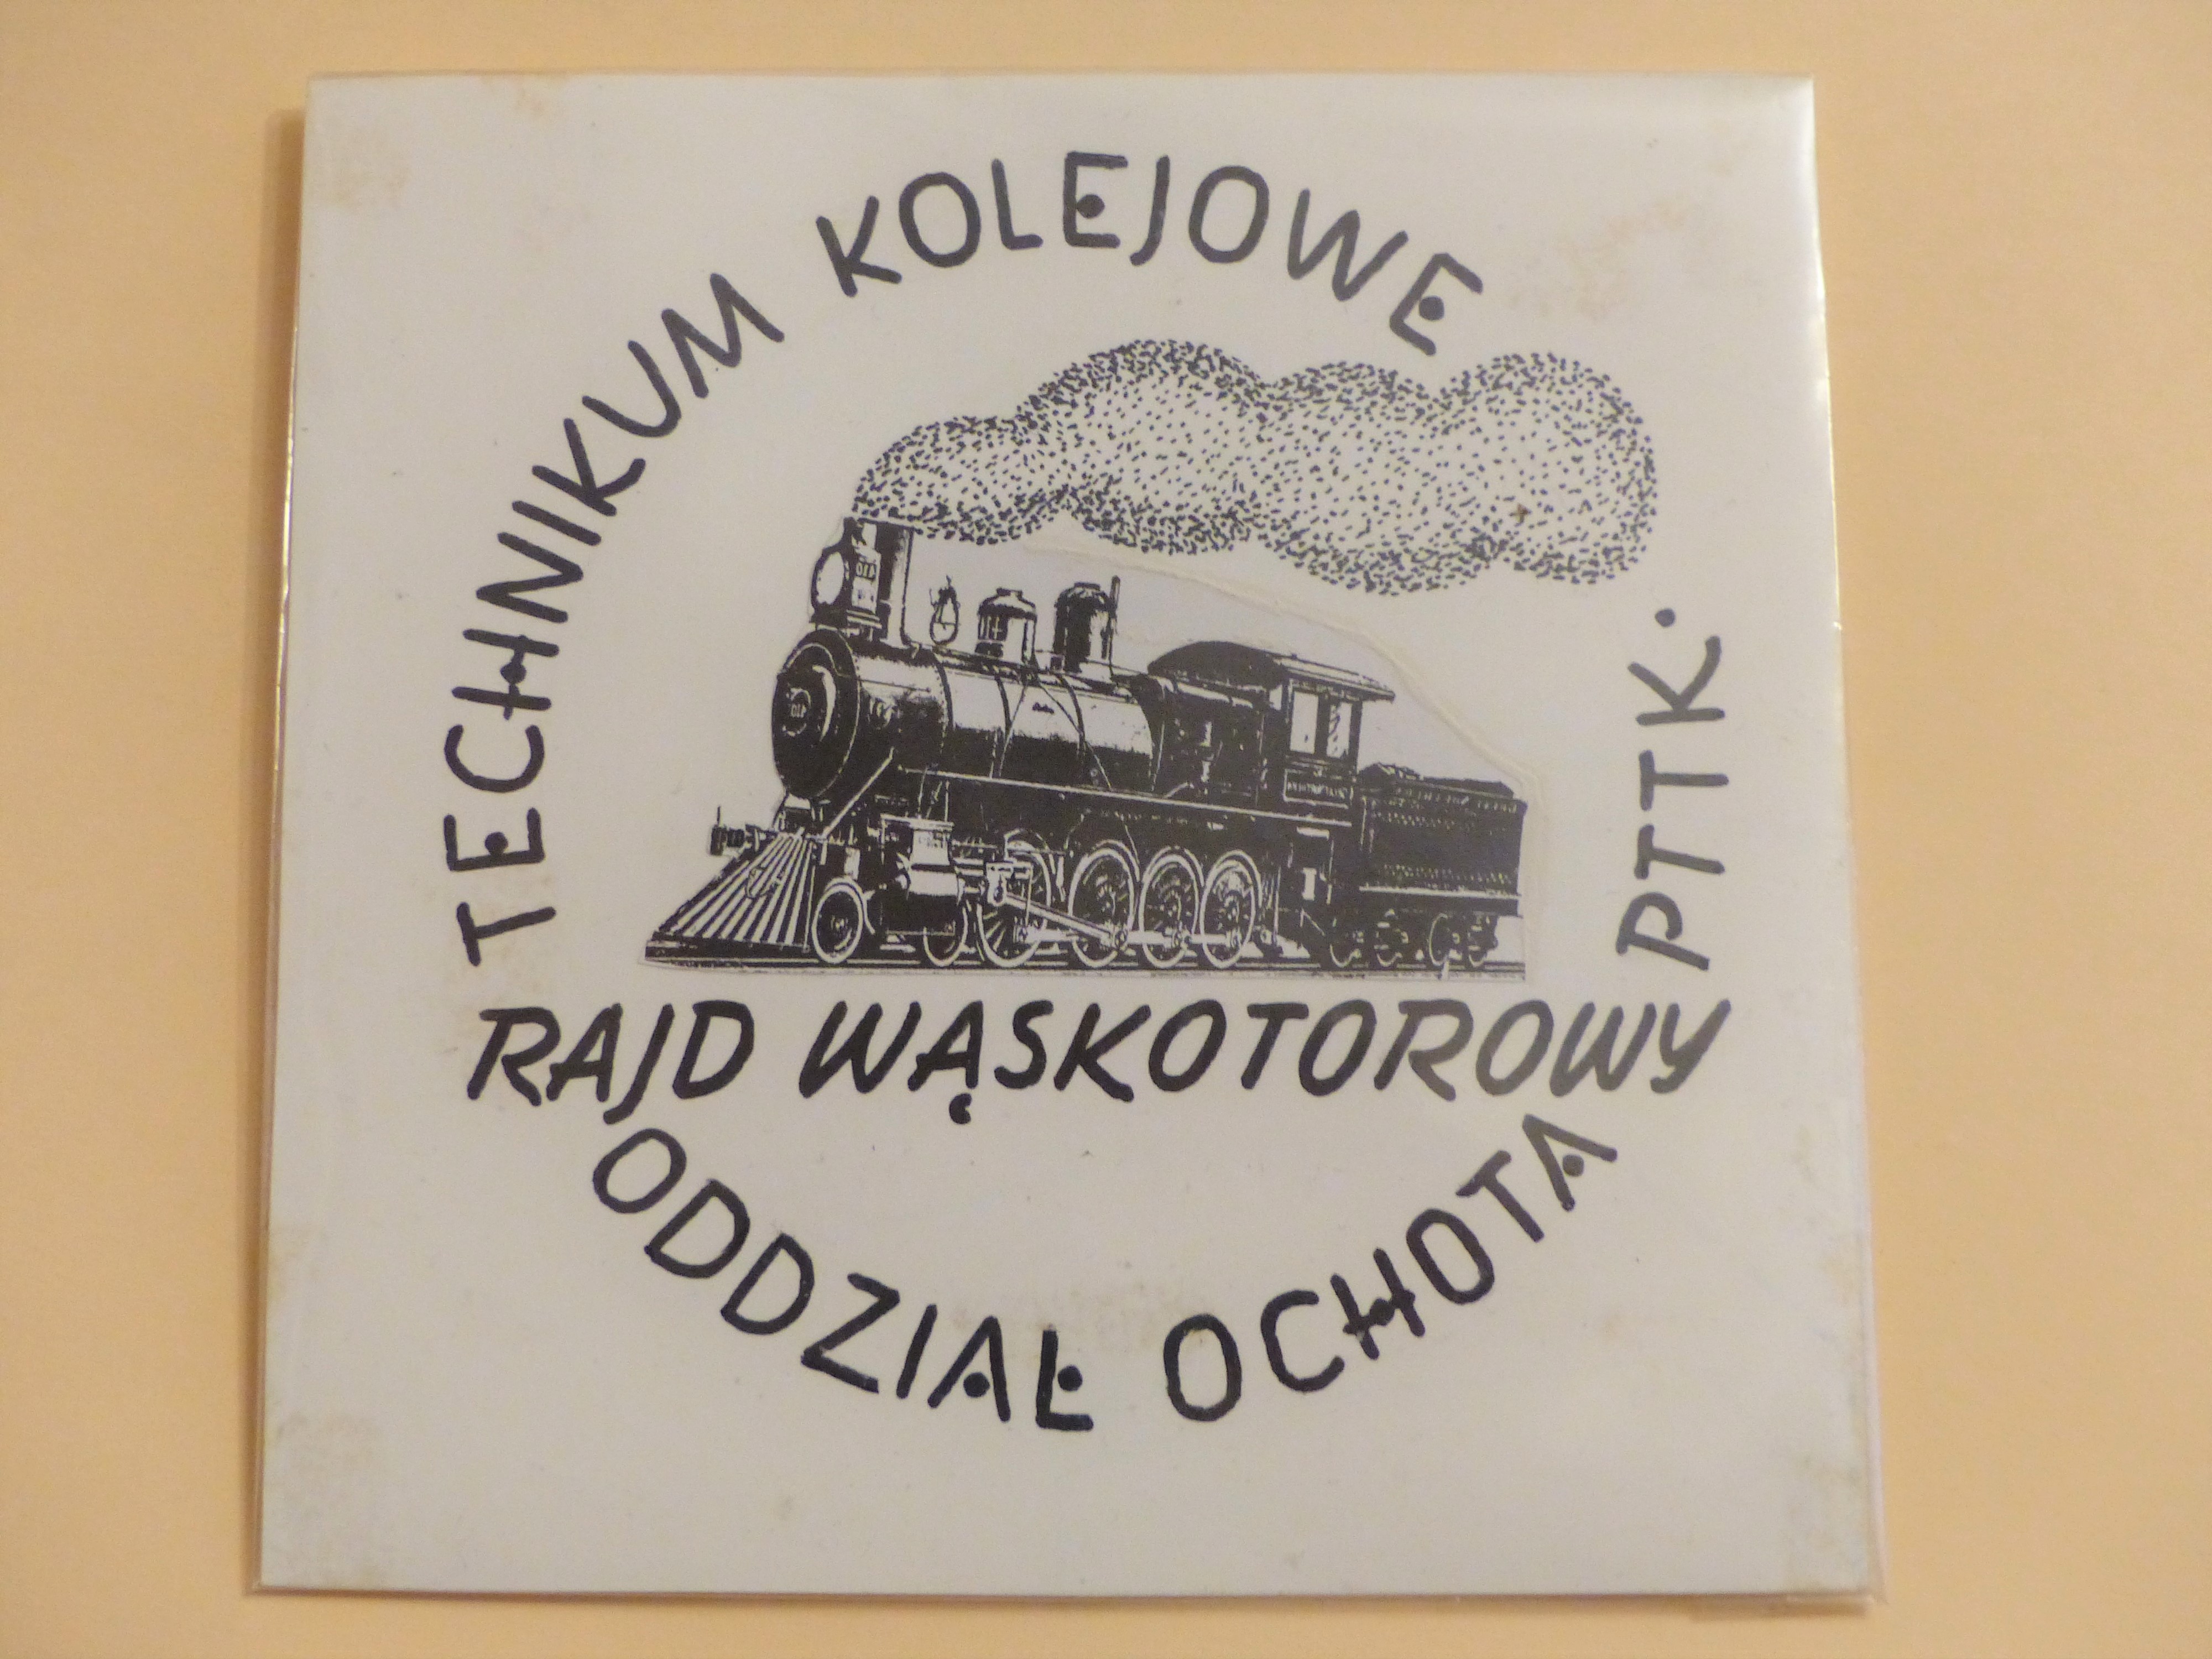 TECHNIKUM KOLEJOWE
RAJD WĄSKOTOROWY
ODDZIAŁ OCHOTA PTTK.